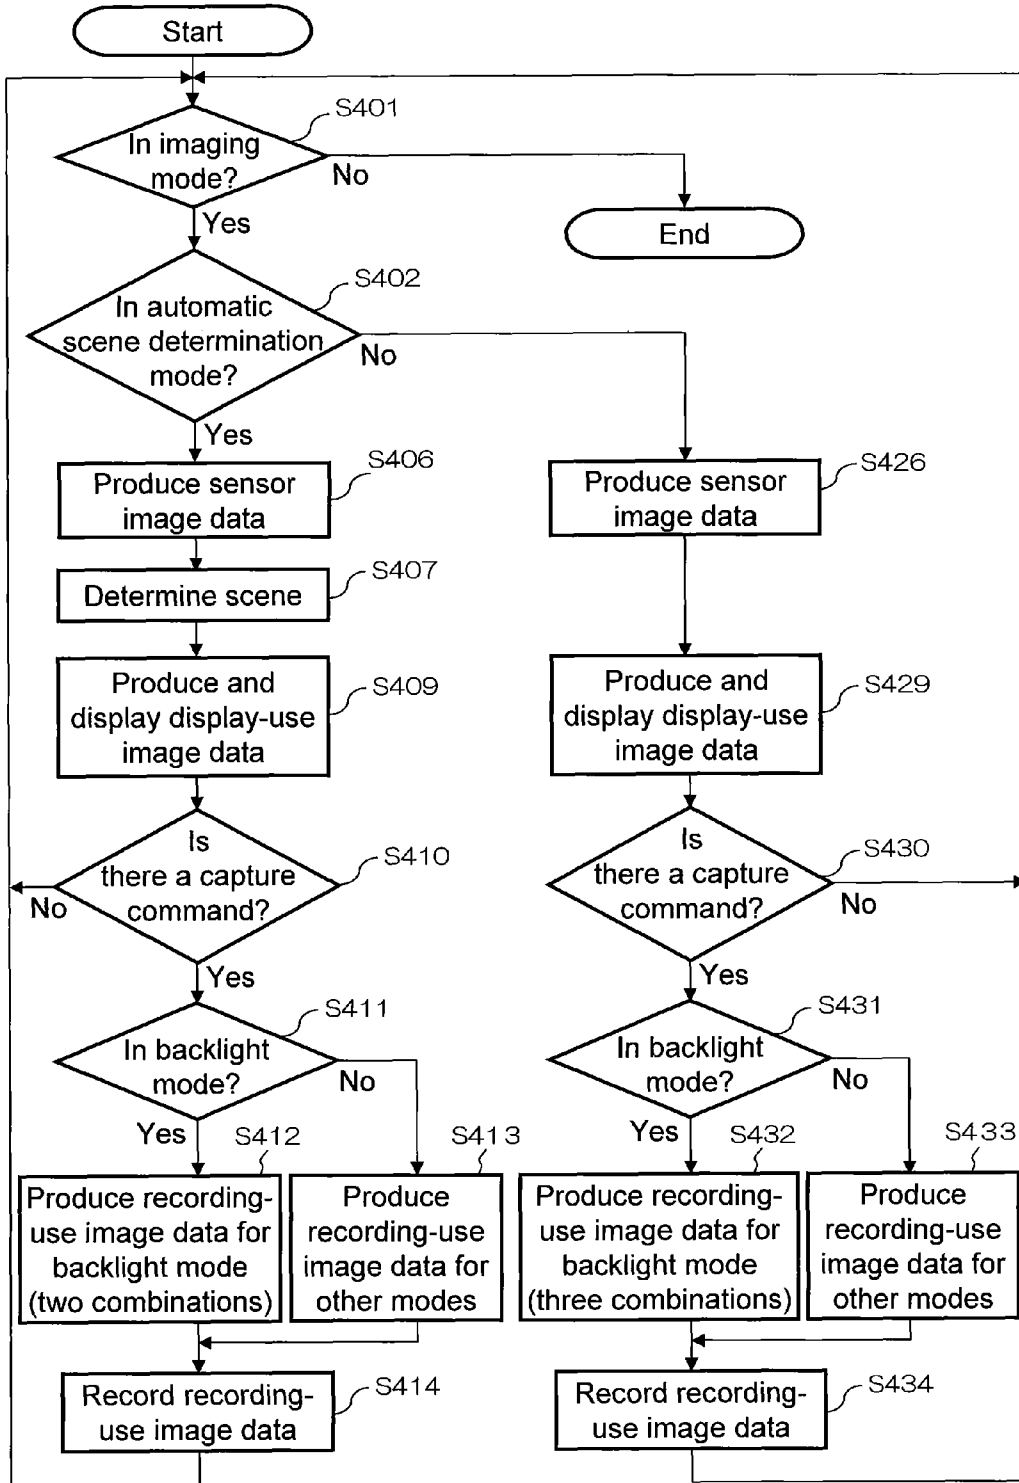 Start
S401
In imaging
mode?
No
Yes
End
S402
In automatic
scene determination
mode?
No
Yes
S406
Produce sensor
image data
S426
Produce sensor
image data
S407
Determine scene
S409
Produce and
display display-use
image data
S429
Produce and
display display-use
image data
S410
Is
there a capture
command?
No
Yes
S430
Is
there a capture
command?
No
Yes
S411
In backlight
mode?
No
Yes
S431
In backlight
mode?
No
Yes
S412
Produce recording-
use image data for
backlight mode
(two combinations)
S413
Produce
recording-use
image data for
other modes
S432
Produce recording-
use image data for
backlight mode
(three combinations)
S433
Produce
recording-use
image data for
other modes
S414
Record recording-
use image data
S434
Record recording-
use image data